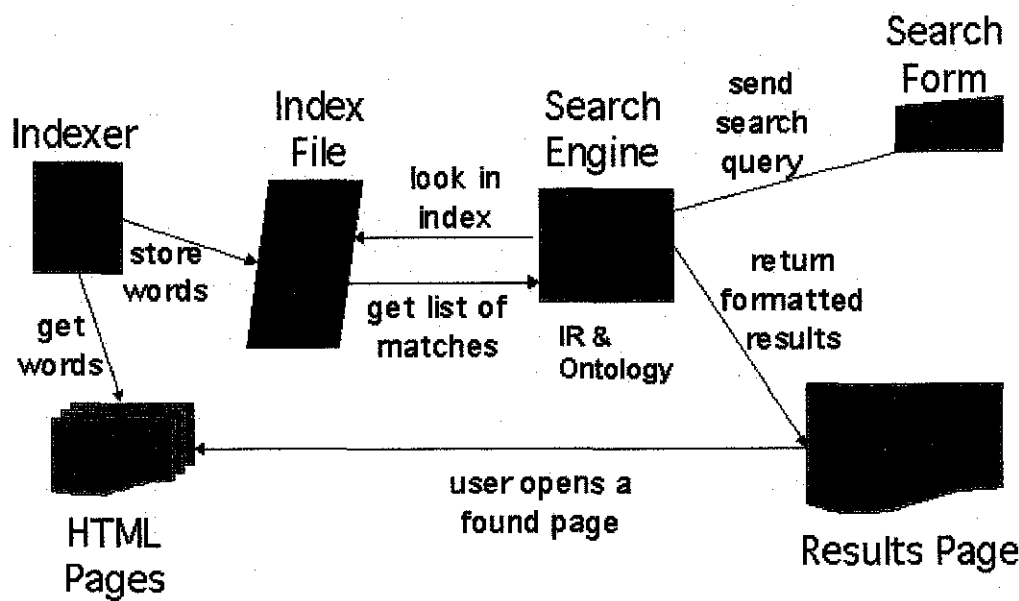 Indexer
Index
File
Search
Engine
Search
Form
send
search
query
look in
index
store
words
get list of
matches
get
words
IR &
Ontology
return
formatted
results
user opens a
found page
HTML
Pages
Results Page